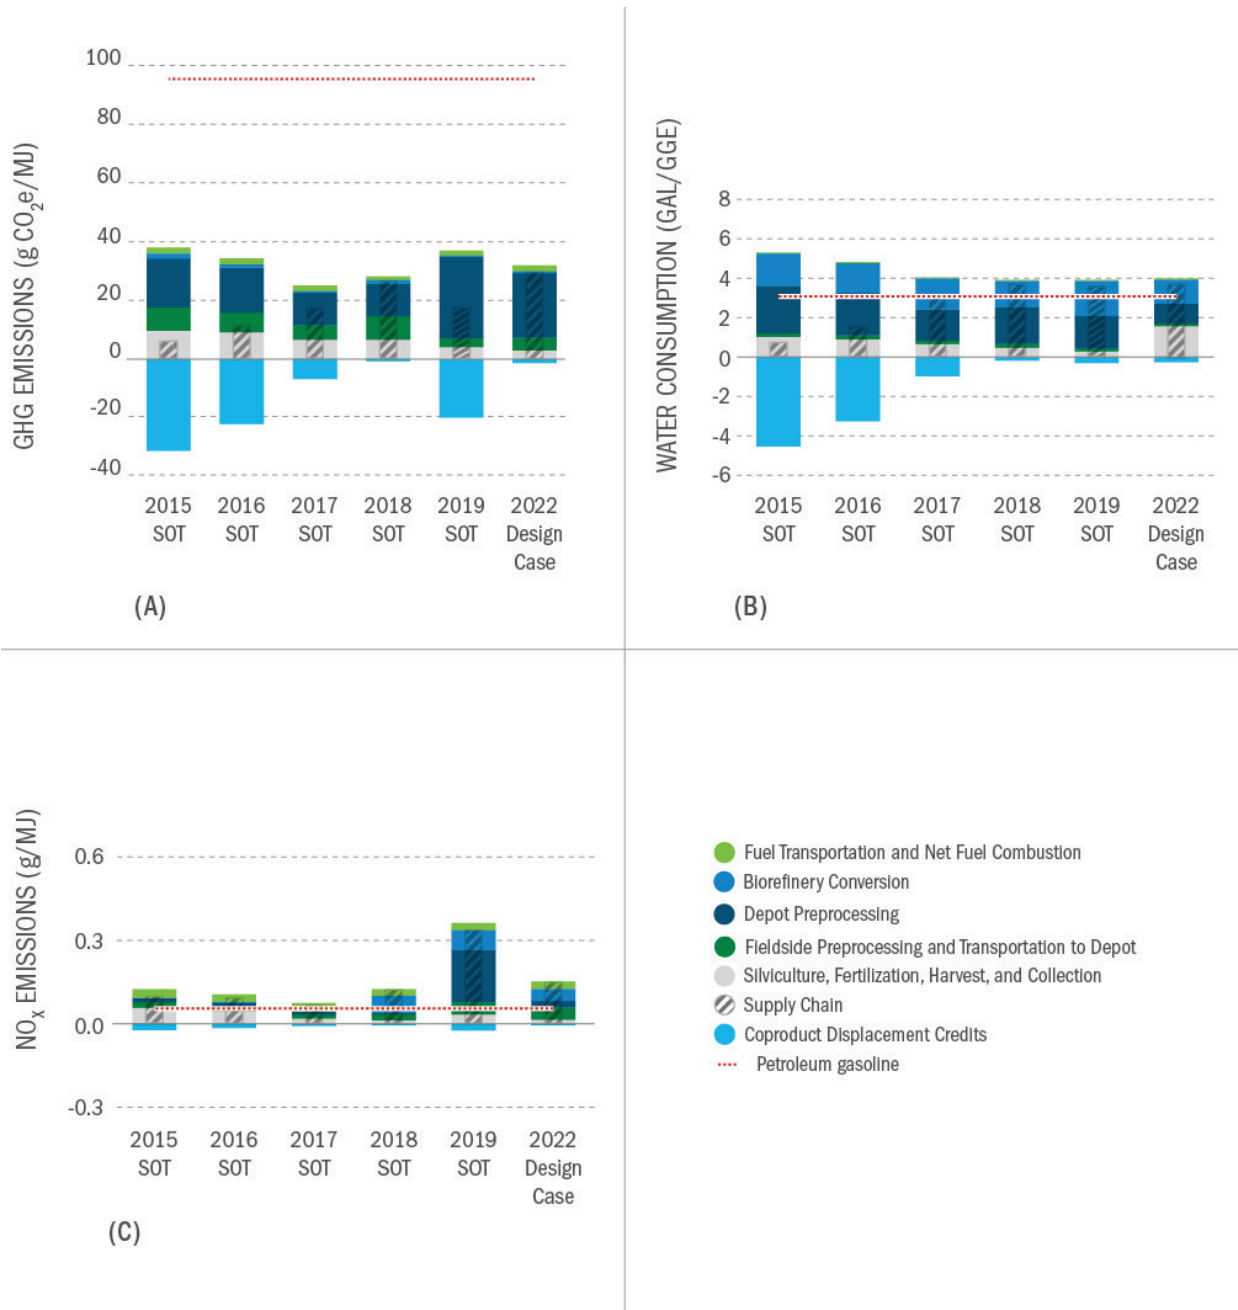 GHG EMISSIONS (g CO2e/MJ)
100
80
60
40
20
0
-20
-40
2015 SOT
2016 SOT
2017 SOT
2018 SOT
2019 SOT
2022 Design Case
(A)
WATER CONSUMPTION (GAL/GGE)
8
6
4
2
0
-2
-4
-6
2015 SOT
2016 SOT
2017 SOT
2018 SOT
2019 SOT
2022 Design Case
(B)
NOX EMISSIONS (g/MJ)
0.6
0.3
0.0
-0.3
2015 SOT
2016 SOT
2017 SOT
2018 SOT
2019 SOT
2022 Design Case
(C)
Fuel Transportation and Net Fuel Combustion
Biorefinery Conversion
Depot Preprocessing
Fieldside Preprocessing and Transportation to Depot
Silviculture, Fertilization, Harvest, and Collection
Supply Chain
Coproduct Displacement Credits
Petroleum gasoline